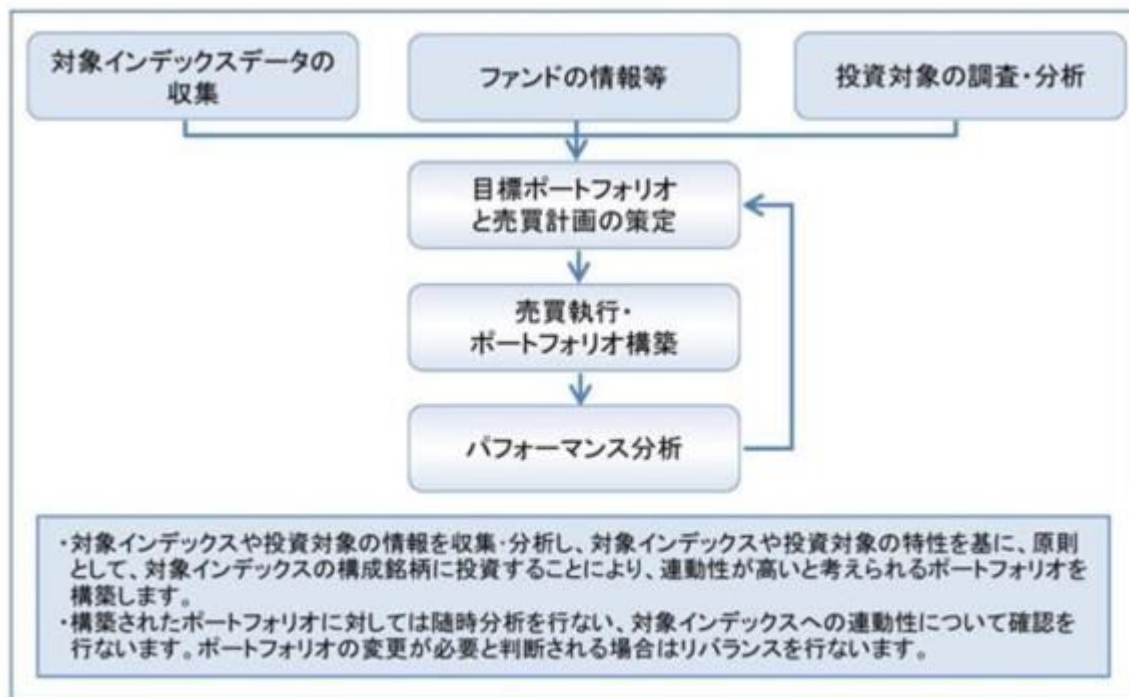 対象インデックスデータの
収集
ファンドの情報等
投資対象の調査・分析
目標ポートフォリオ
と売買計画の策定
売買執行・
ポートフォリオ構築
パフォーマンス分析
・対象インデックスや投資対象の情報を収集・分析し、対象インデックスや投資対象の特性を基に、原則
として、対象インデックスの構成銘柄に投資することにより、連動性が高いと考えられるポートフォリオを
構築します。
・構築されたポートフォリオに対しては随時分析を行ない、対象インデックスへの連動性について確認を
行ないます。ポートフォリオの変更が必要と判断される場合はリバランスを行ないます。